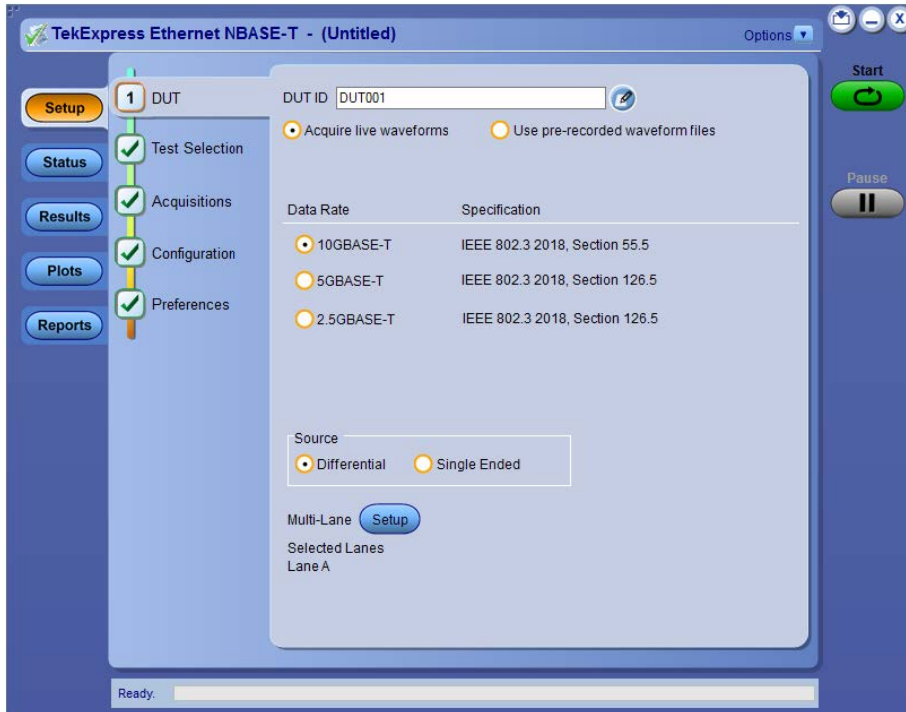 TekExpress Ethernet NBASE-T - (Untitled)
Options
Start
Pause
Setup
Status
Results
Plots
Reports
1 DUT
Test Selection
Acquisitions
Configuration
Preferences
DUT ID DUT001
Acquire live waveforms Use pre-recorded waveform files
Data Rate Specification
10GBASE-T IEEE 802.3 2018, Section 55.5
5GBASE-T IEEE 802.3 2018, Section 126.5
2.5GBASE-T IEEE 802.3 2018, Section 126.5
Source
Differential Single Ended
Multi-Lane Setup
Selected Lanes
Lane A
Ready.